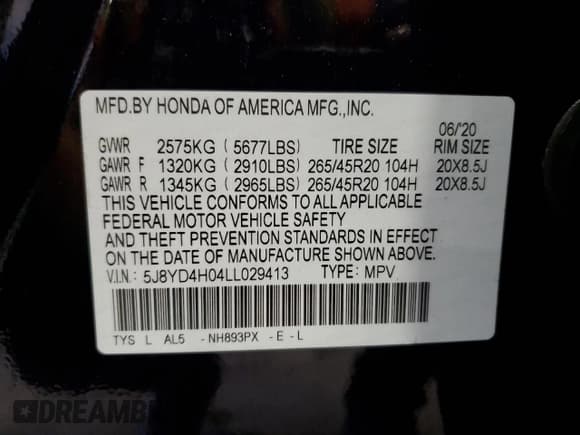 MFD.BY HONDA OF AMERICA MFG.,INC.
06/'20
GVWR 2575KG (5677LBS) TIRE SIZE RIM SIZE
GAWR F 1320KG (2910LBS) 265/45R20 104H 20X8.5J
GAWR R 1345KG (2965LBS) 265/45R20 104H 20X8.5J
THIS VEHICLE CONFORMS TO ALL APPLICABLE
FEDERAL MOTOR VEHICLE SAFETY
AND THEFT PREVENTION STANDARDS IN EFFECT
ON THE DATE OF MANUFACTURE SHOWN ABOVE.
V.I.N.: 5J8YD4H04LL029413 TYPE: MPV
TYS L AL5 - NH893PX - E - L